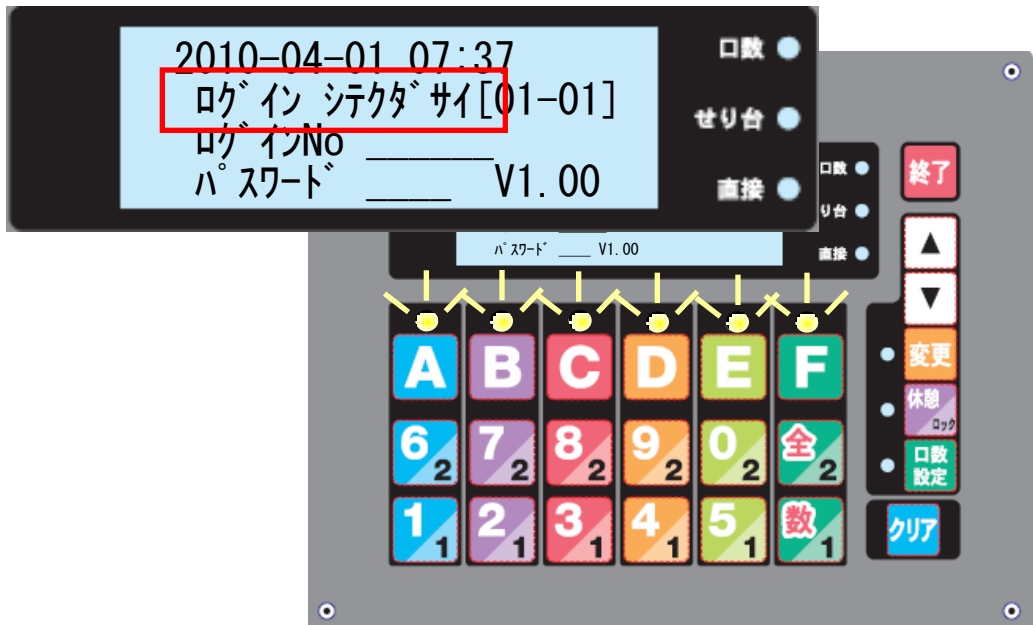 2010-04-01 07:37
ﾛｸﾞｲﾝ ｼﾃｸﾀﾞｻｲ[01-01]
ﾛｸﾞｲﾝNo ______
ﾊﾟｽﾜｰﾄﾞ ____ V1.00
口数
せり台
直接
ﾊﾟｽﾜｰﾄﾞ ____ V1.00
口数
り台
直接
終了
▲
▼
変更
休憩
ロック
口数
設定
クリア
A B C D E F
6 2 7 2 8 2 9 2 0 2 全 2
1 1 2 1 3 1 4 1 5 1 数 1